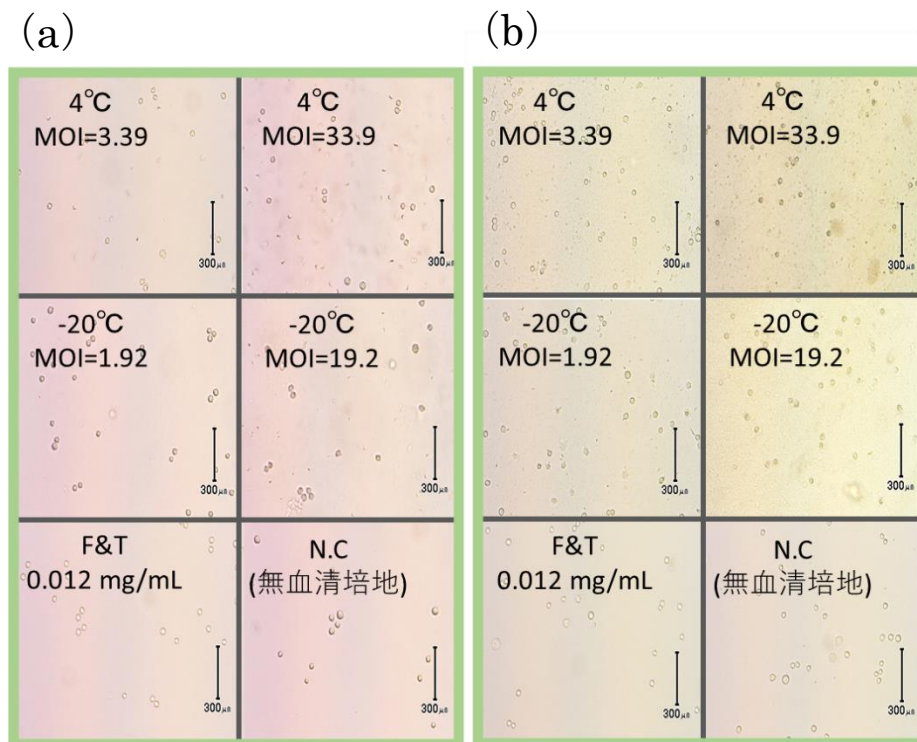 (a)
4℃
MOI=3.39
300μm
4℃
MOI=33.9
300μm
-20℃
MOI=1.92
300μm
-20℃
MOI=19.2
300μm
F&T
0.012 mg/mL
300μm
N.C
(無血清培地)
300μm
(b)
4℃
MOI=3.39
300μm
4℃
MOI=33.9
300μm
-20℃
MOI=1.92
300μm
-20℃
MOI=19.2
300μm
F&T
0.012 mg/mL
300μm
N.C
(無血清培地)
300μm